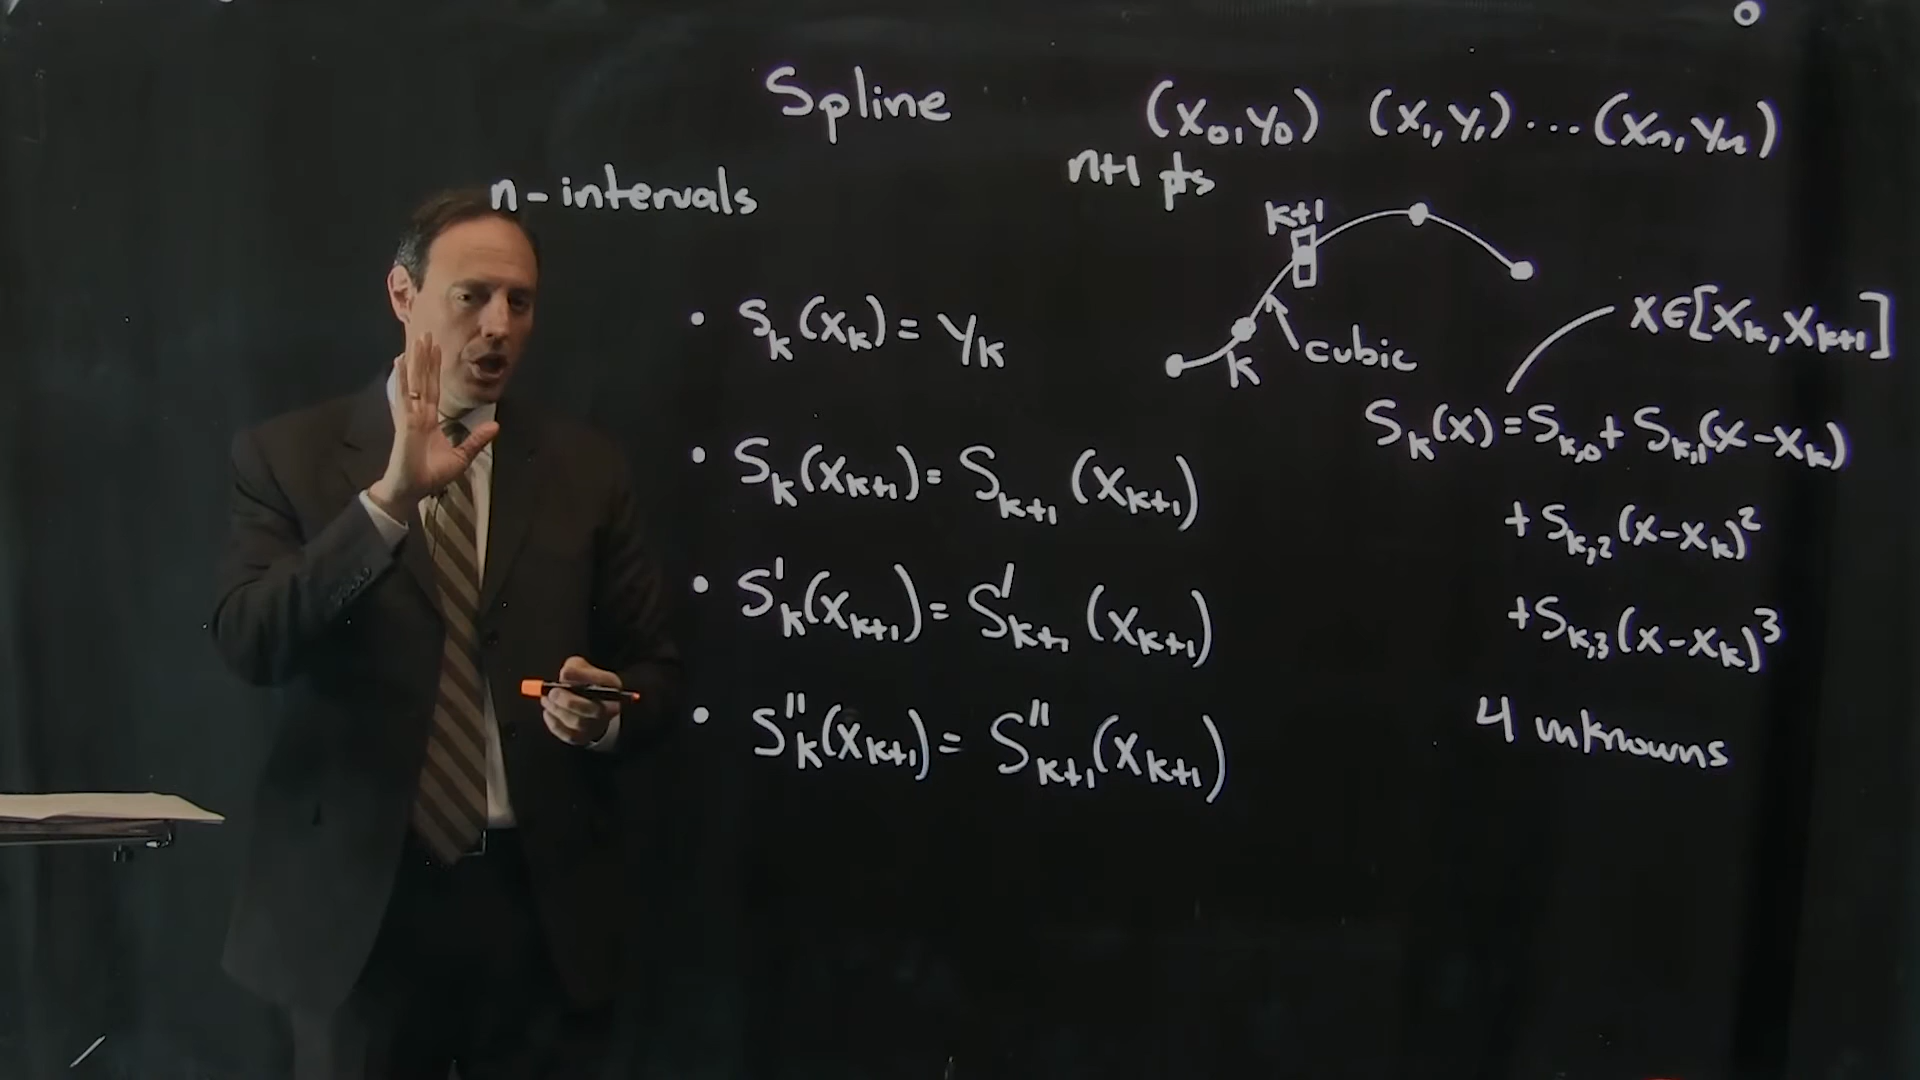 Spline
(x₀, y₀) (x₁, y₁) ... (xₙ, yₙ)
n+1 pts
n - intervals
k+1
k
cubic
x∈[xₖ, xₖ₊₁]
• Sₖ(xₖ) = yₖ
• Sₖ(xₖ₊₁) = Sₖ₊₁(xₖ₊₁)
• S'ₖ(xₖ₊₁) = S'ₖ₊₁(xₖ₊₁)
• S"ₖ(xₖ₊₁) = S"ₖ₊₁(xₖ₊₁)
Sₖ(x) = Sₖ,₀ + Sₖ,₁(x-xₖ)
+ Sₖ,₂(x-xₖ)²
+ Sₖ,₃(x-xₖ)³
4 unknowns